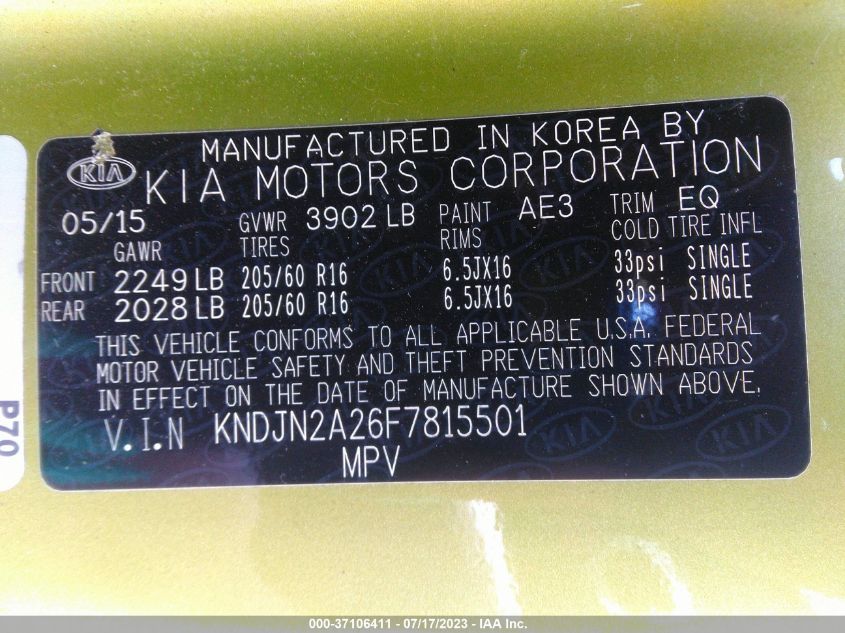 MANUFACTURED IN KOREA BY
KIA KIA MOTORS CORPORATION
05/15 GVWR 3902 LB PAINT AE3 TRIM EQ
GAWR TIRES RIMS COLD TIRE INFL
FRONT 2249 LB 205/60 R16 6.5JX16 33psi SINGLE
REAR 2028 LB 205/60 R16 6.5JX16 33psi SINGLE
THIS VEHICLE CONFORMS TO ALL APPLICABLE U.S.A. FEDERAL
MOTOR VEHICLE SAFETY AND THEFT PREVENTION STANDARDS
IN EFFECT ON THE DATE OF MANUFACTURE SHOWN ABOVE.
V.I.N KNDJN2A26F7815501
MPV
P70
000-37106411 - 07/17/2023 - IAA Inc.